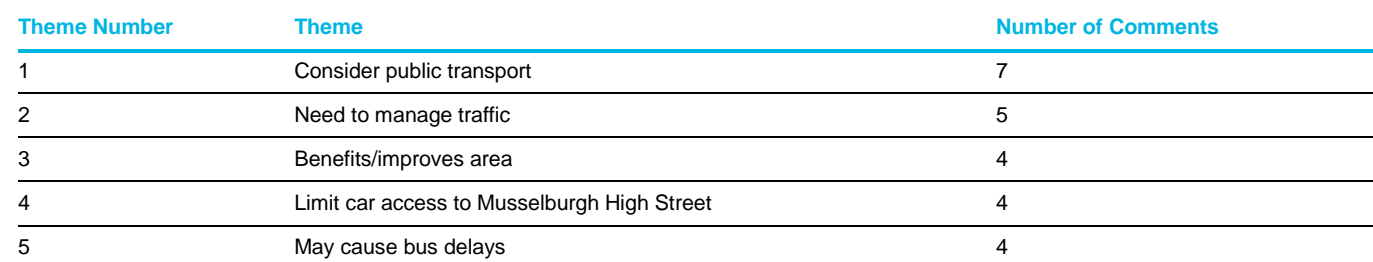 Theme Number Theme Number of Comments
1 Consider public transport 7
2 Need to manage traffic 5
3 Benefits/improves area 4
4 Limit car access to Musselburgh High Street 4
5 May cause bus delays 4